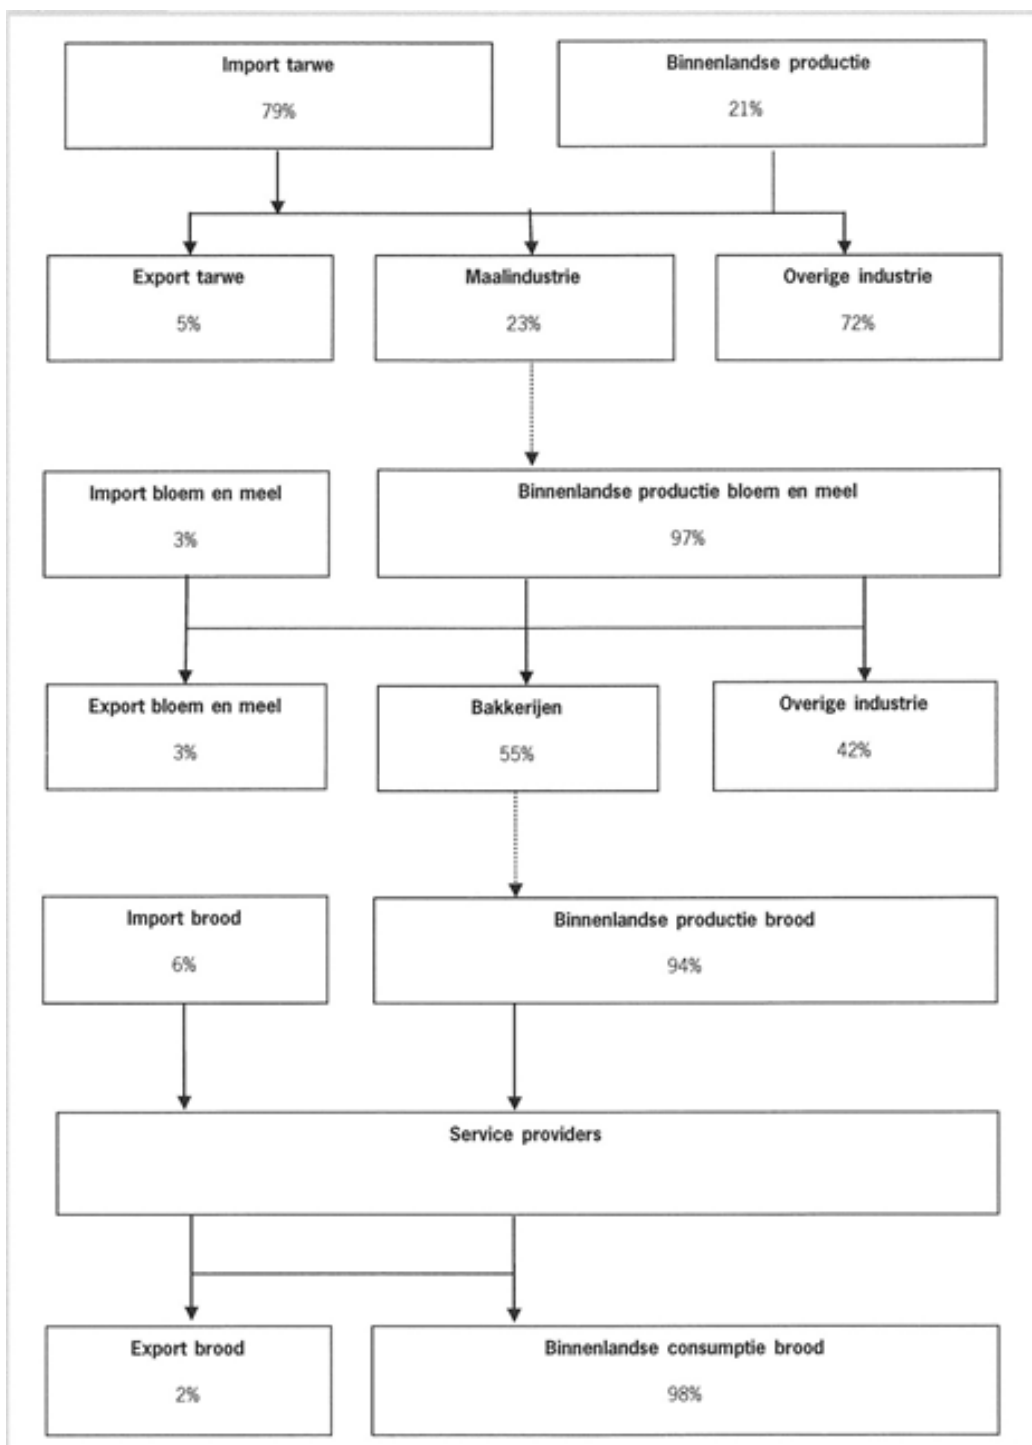 Import tarwe
79%
Binnenlandse productie
21%
Export tarwe
5%
Maalindustrie
23%
Overige industrie
72%
Import bloem en meel
3%
Binnenlandse productie bloem en meel
97%
Export bloem en meel
3%
Bakkerijen
55%
Overige industrie
42%
Import brood
6%
Binnenlandse productie brood
94%
Service providers
Export brood
2%
Binnenlandse consumptie brood
98%